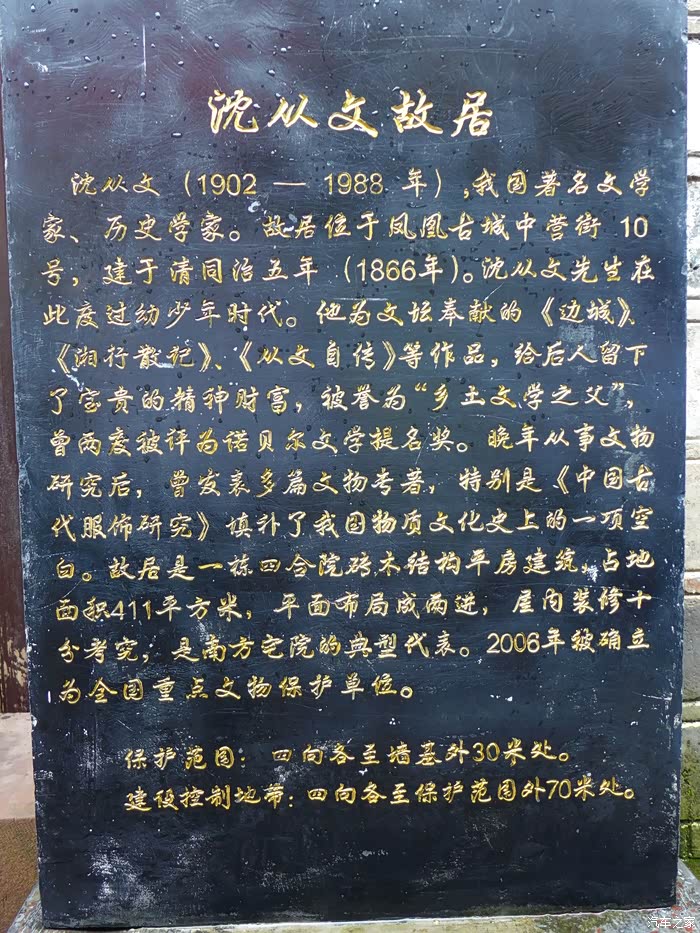 沈从文故居
沈从文（1902 — 1988 年），我国著名文学
家、历史学家。故居位于凤凰古城中营街 10
号，建于清同治五年（1866年）。沈从文先生在
此度过幼少年时代。他为文坛奉献的《边城》、
《湘行散记》、《从文自传》等作品，给后人留下
了宝贵的精神财富，被誉为“乡土文学之父”，
曾两度被评为诺贝尔文学提名奖。晚年从事文物
研究后，曾发表多篇文物专著，特别是《中国古
代服佈研究》填补了我国物质文化史上的一项空
白。故居是一栋四合院砖木结构平房建筑，占地
面积411平方米，平面布局成两进，屋内装修十
分考究，是南方宅院的典型代表。2006年被确立
为全国重点文物保护单位。
保护范围：四向各至墙基外30米处。
建设控制地带：四向各至保护范围外70米处。
汽车之家